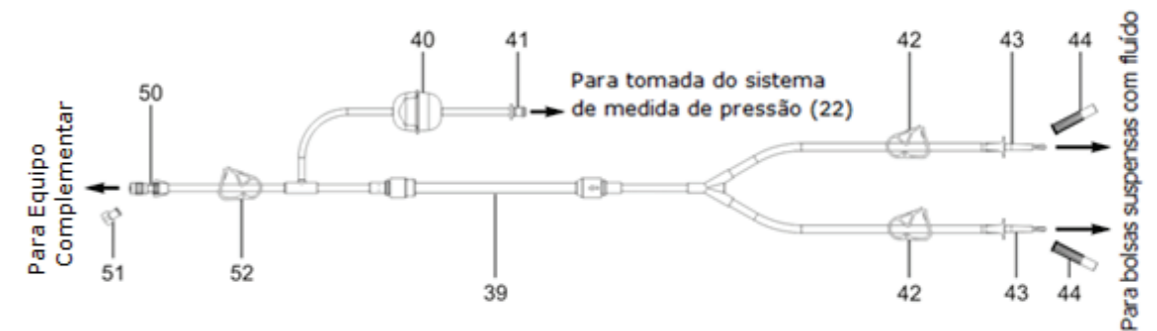 40
41
42
43
44
50
Para tomada do sistema
de medida de pressão (22)
Para Equipo
Complementar
51
52
39
42
43
44
Para bolsas suspensas com fluído